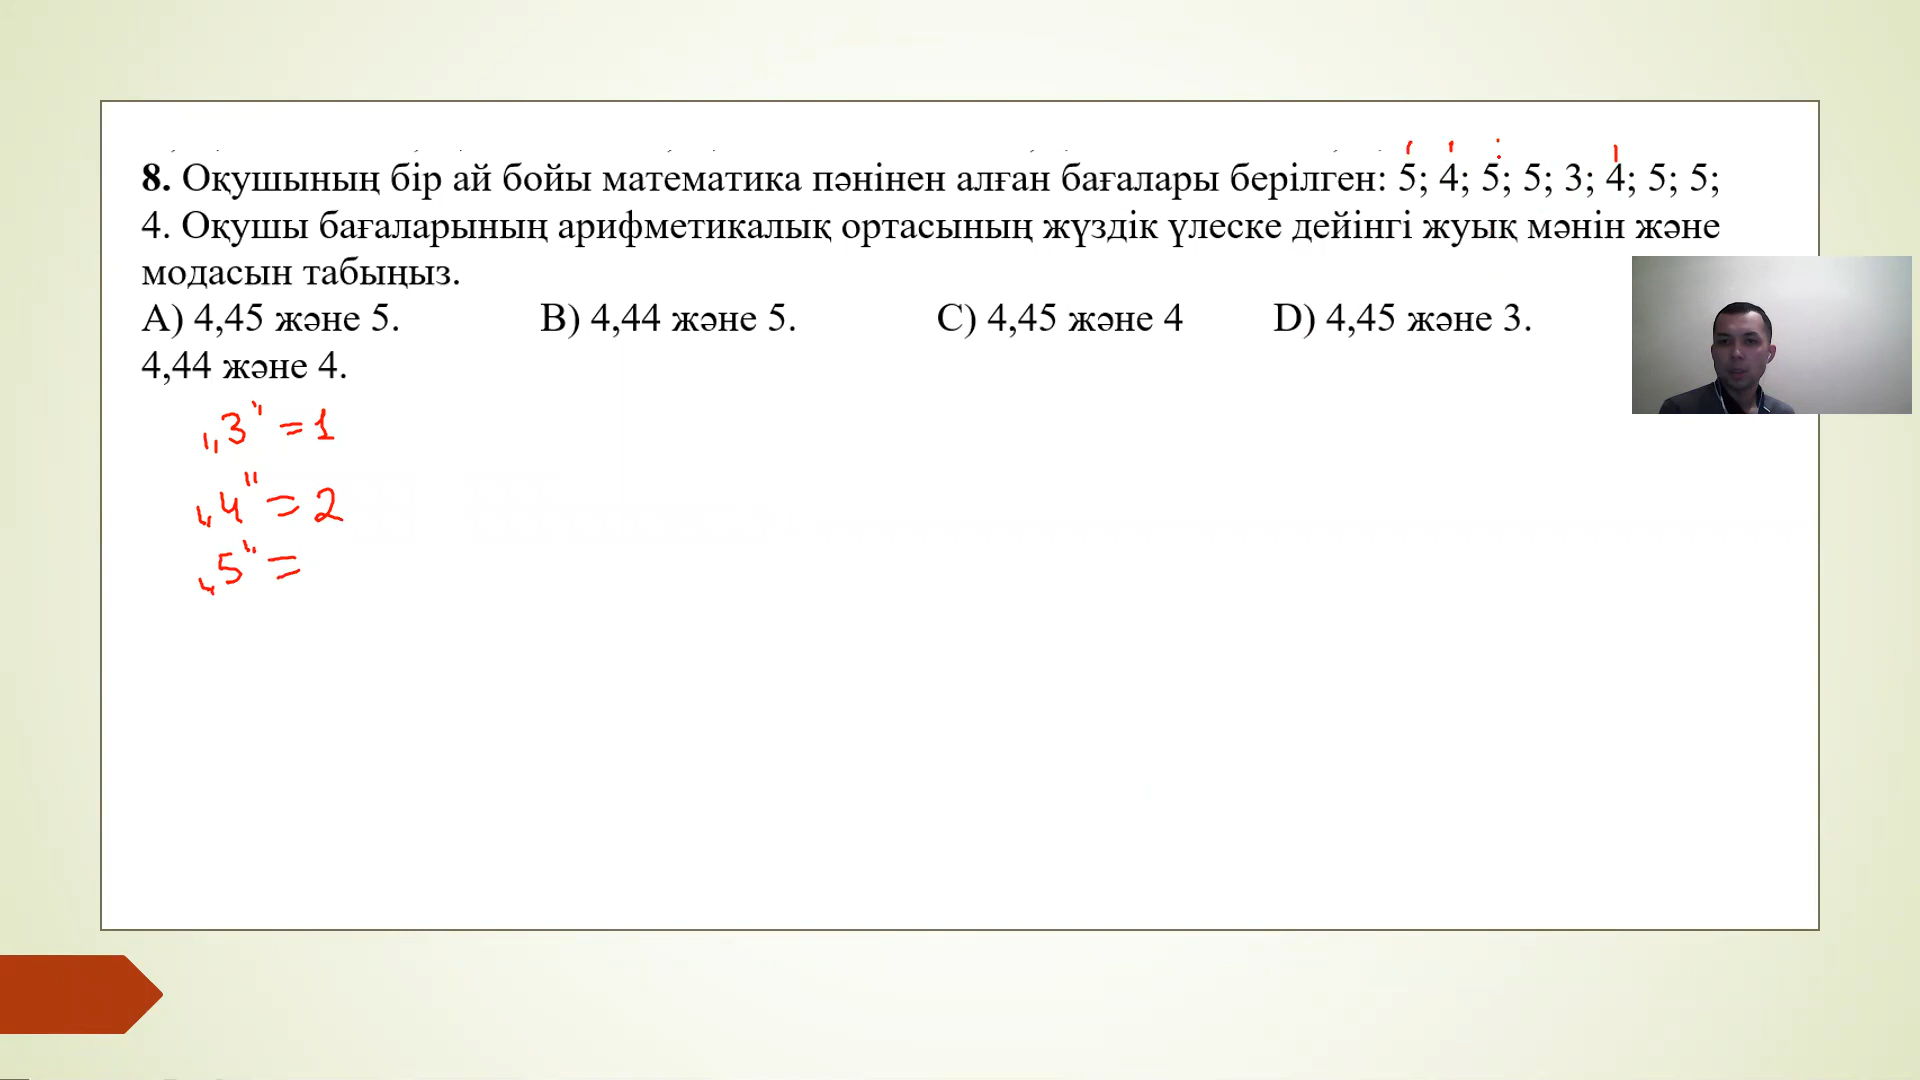 8. Оқушының бір ай бойы математика пәнінен алған бағалары берілген: 5; 4; 5; 5; 3; 4; 5; 5;
4. Оқушы бағаларының арифметикалық ортасының жүздік үлеске дейінгі жуық мәнін және
модасын табыңыз.
A) 4,45 және 5. B) 4,44 және 5. C) 4,45 және 4 D) 4,45 және 3.
4,44 және 4.
„3" = 1
„4" = 2
„5" =